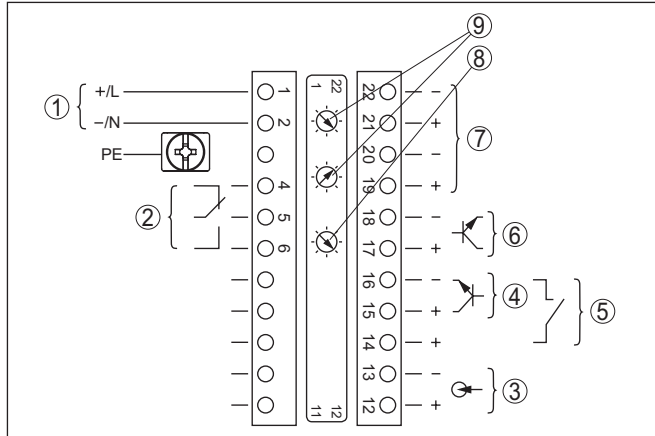 ⑨
⑧
① +/L 1 1 22 22 −
−/N 2 21 + ⑦
PE 20 −
4 19 +
② 5 18 − ⑥
6 17 +
16 − ④
15 + ⑤
14 +
13 − ③
11 12 12 +